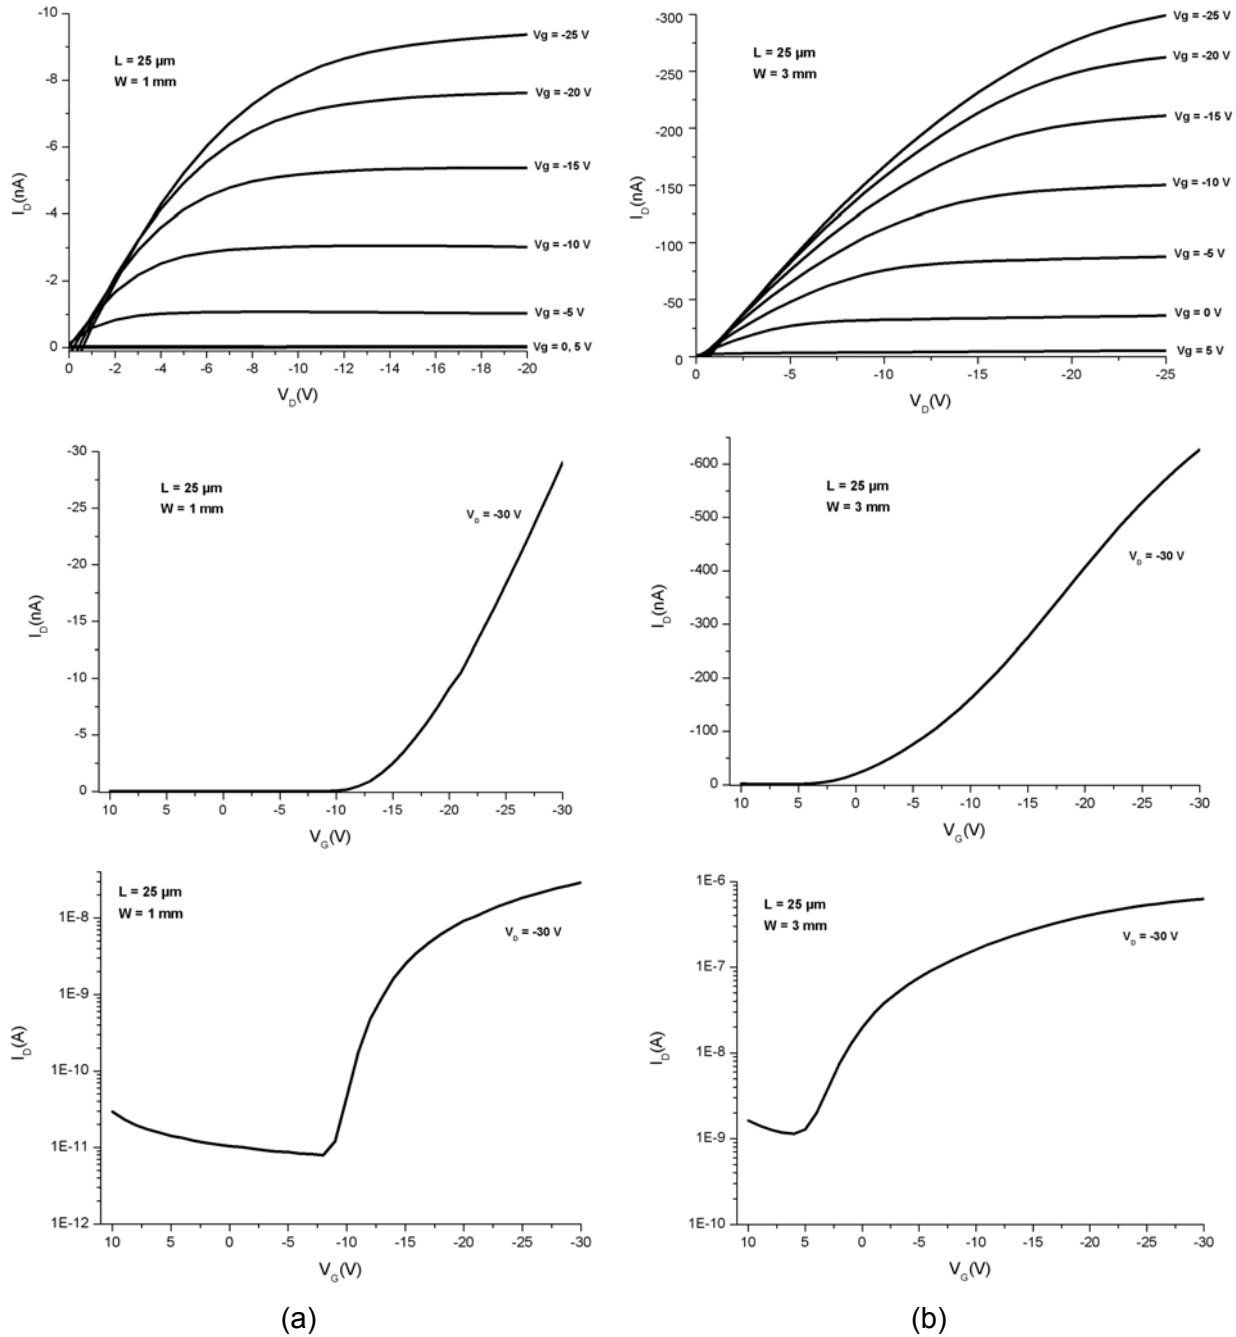 -10
-8
-6
-4
-2
0
I_D(nA)
L = 25 µm
W = 1 mm
Vg = -25 V
Vg = -20 V
Vg = -15 V
Vg = -10 V
Vg = -5 V
Vg = 0, 5 V
0 -2 -4 -6 -8 -10 -12 -14 -16 -18 -20
V_D(V)
-300
-250
-200
-150
-100
-50
0
I_D(nA)
L = 25 µm
W = 3 mm
Vg = -25 V
Vg = -20 V
Vg = -15 V
Vg = -10 V
Vg = -5 V
Vg = 0 V
Vg = 5 V
0 -5 -10 -15 -20 -25
V_D(V)
-30
-25
-20
-15
-10
-5
0
I_D(nA)
L = 25 µm
W = 1 mm
V_D = -30 V
10 5 0 -5 -10 -15 -20 -25 -30
V_G(V)
-600
-500
-400
-300
-200
-100
0
I_D(nA)
L = 25 µm
W = 3 mm
V_D = -30 V
10 5 0 -5 -10 -15 -20 -25 -30
V_G(V)
1E-8
1E-9
1E-10
1E-11
1E-12
I_D(A)
L = 25 µm
W = 1 mm
V_D = -30 V
10 5 0 -5 -10 -15 -20 -25 -30
V_G(V)
(a)
1E-6
1E-7
1E-8
1E-9
1E-10
I_D(A)
L = 25 µm
W = 3 mm
V_D = -30 V
10 5 0 -5 -10 -15 -20 -25 -30
V_G(V)
(b)